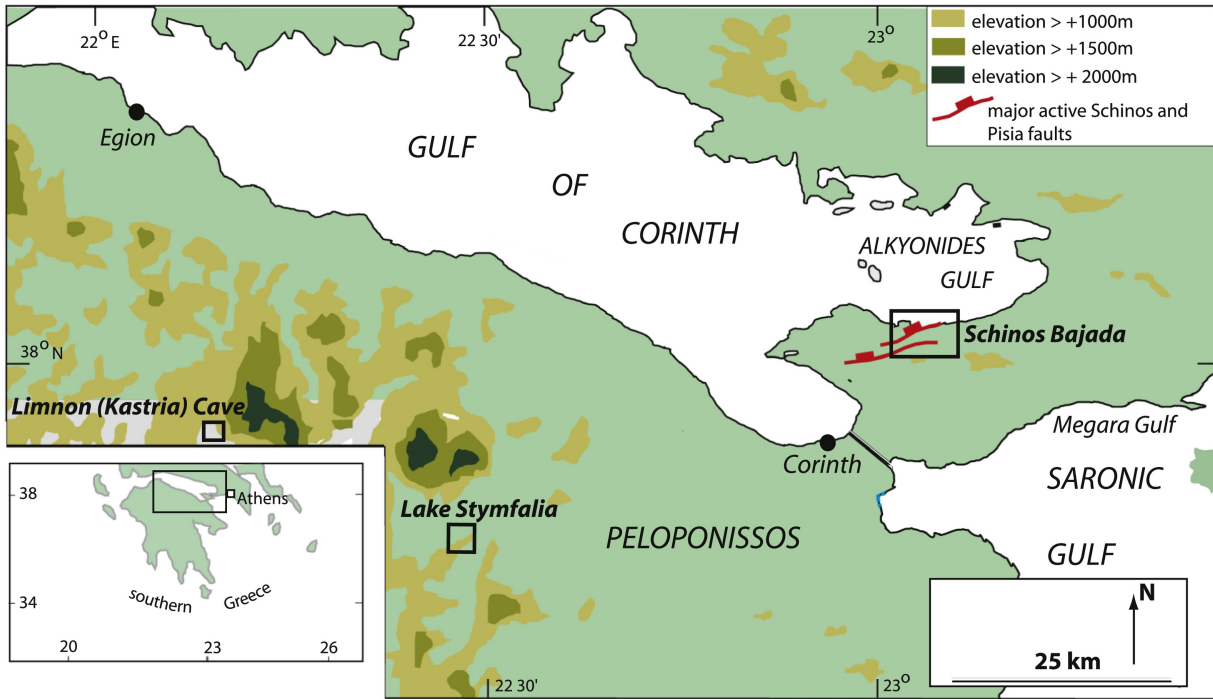 22° E
22 30'
23°
elevation > +1000m
elevation > +1500m
elevation > + 2000m
major active Schinos and
Pisia faults
Egion
GULF
OF
CORINTH
ALKYONIDES
GULF
Schinos Bajada
38° N
Limnon (Kastria) Cave
Megara Gulf
Corinth
SARONIC
GULF
Lake Stymfalia
PELOPONISSOS
38
Athens
34
southern Greece
20
23
26
N
25 km
22 30'
23°